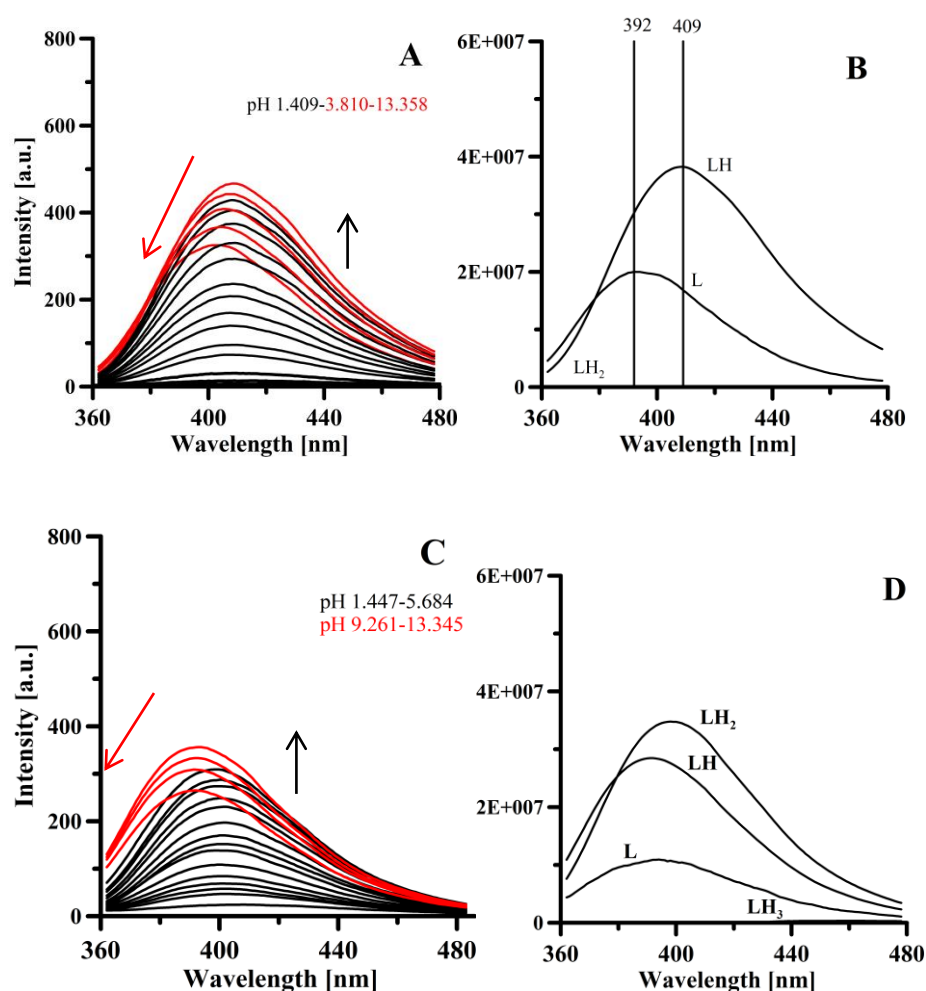 A
pH 1.409-3.810-13.358
Intensity [a.u.]
800
600
400
200
0
360 400 440 480
Wavelength [nm]
392 409
B
6E+007
4E+007
2E+007
0
LH
L
LH₂
360 400 440 480
Wavelength [nm]
C
pH 1.447-5.684
pH 9.261-13.345
Intensity [a.u.]
800
600
400
200
0
360 400 440 480
Wavelength [nm]
D
6E+007
4E+007
2E+007
0
LH₂
LH
L
LH₃
360 400 440 480
Wavelength [nm]